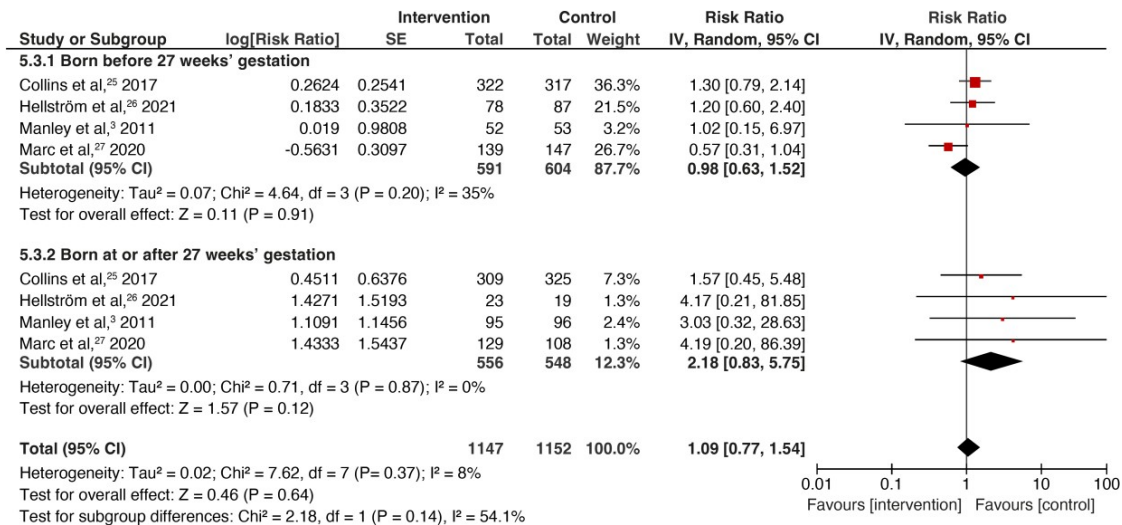 Intervention Control Risk Ratio Risk Ratio
Study or Subgroup log[Risk Ratio] SE Total Total Weight IV, Random, 95% CI IV, Random, 95% CI
5.3.1 Born before 27 weeks’ gestation
Collins et al,²⁵ 2017 0.2624 0.2541 322 317 36.3% 1.30 [0.79, 2.14]
Hellström et al,²⁶ 2021 0.1833 0.3522 78 87 21.5% 1.20 [0.60, 2.40]
Manley et al,³ 2011 0.019 0.9808 52 53 3.2% 1.02 [0.15, 6.97]
Marc et al,²⁷ 2020 -0.5631 0.3097 139 147 26.7% 0.57 [0.31, 1.04]
Subtotal (95% CI) 591 604 87.7% 0.98 [0.63, 1.52]
Heterogeneity: Tau² = 0.07; Chi² = 4.64, df = 3 (P = 0.20); I² = 35%
Test for overall effect: Z = 0.11 (P = 0.91)
5.3.2 Born at or after 27 weeks’ gestation
Collins et al,²⁵ 2017 0.4511 0.6376 309 325 7.3% 1.57 [0.45, 5.48]
Hellström et al,²⁶ 2021 1.4271 1.5193 23 19 1.3% 4.17 [0.21, 81.85]
Manley et al,³ 2011 1.1091 1.1456 95 96 2.4% 3.03 [0.32, 28.63]
Marc et al,²⁷ 2020 1.4333 1.5437 129 108 1.3% 4.19 [0.20, 86.39]
Subtotal (95% CI) 556 548 12.3% 2.18 [0.83, 5.75]
Heterogeneity: Tau² = 0.00; Chi² = 0.71, df = 3 (P = 0.87); I² = 0%
Test for overall effect: Z = 1.57 (P = 0.12)
Total (95% CI) 1147 1152 100.0% 1.09 [0.77, 1.54]
Heterogeneity: Tau² = 0.02; Chi² = 7.62, df = 7 (P= 0.37); I² = 8%
Test for overall effect: Z = 0.46 (P = 0.64)
Test for subgroup differences: Chi² = 2.18, df = 1 (P = 0.14), I² = 54.1%
0.01 0.1 1 10 100
Favours [intervention] Favours [control]